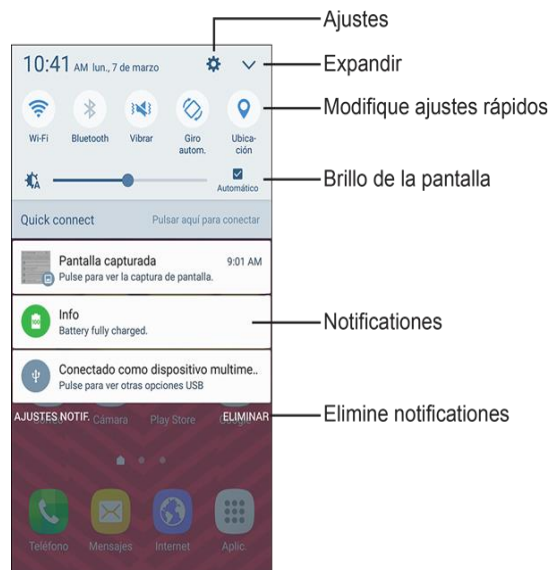 Ajustes
10:41 AM lun., 7 de marzo
Expandir
Modifique ajustes rápidos
Wi-Fi
Bluetooth
Vibrar
Giro
autom.
Ubica-
ción
Brillo de la pantalla
Automático
Quick connect
Pulsar aquí para conectar
Pantalla capturada
9:01 AM
Pulse para ver la captura de pantalla.
Info
Battery fully charged.
Notificationes
Conectado como dispositivo multime..
Pulse para ver otras opciones USB
AJUSTES NOTIF.
ELIMINAR
Elimine notificationes
Correo
Cámara
Play Store
Google
Teléfono
Mensajes
Internet
Aplic.